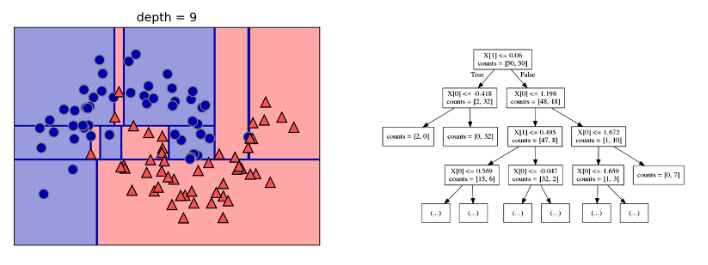 depth = 9
X[1] <= 0.06
counts = [50, 50]
True
False
X[0] <= -0.418
counts = [2, 32]
X[0] <= 1.196
counts = [48, 18]
counts = [2, 0]
counts = [0, 32]
X[1] <= 0.495
counts = [47, 8]
X[0] <= 1.672
counts = [1, 10]
X[0] <= 0.569
counts = [15, 6]
X[0] <= -0.047
counts = [32, 2]
X[0] <= 1.659
counts = [1, 3]
counts = [0, 7]
(...)
(...)
(...)
(...)
(...)
(...)